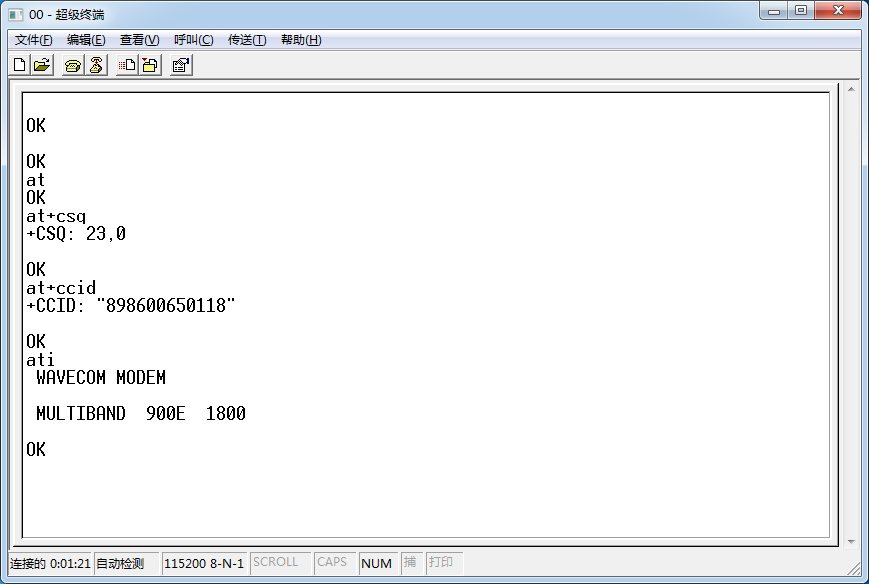 00 - 超级终端
文件(F) 编辑(E) 查看(V) 呼叫(C) 传送(T) 帮助(H)
OK
OK
at
OK
at+csq
+CSQ: 23,0
OK
at+ccid
+CCID: "898600650118"
OK
ati
WAVECOM MODEM
MULTIBAND  900E  1800
OK
连接的 0:01:21 自动检测 115200 8-N-1 SCROLL CAPS NUM 捕 打印